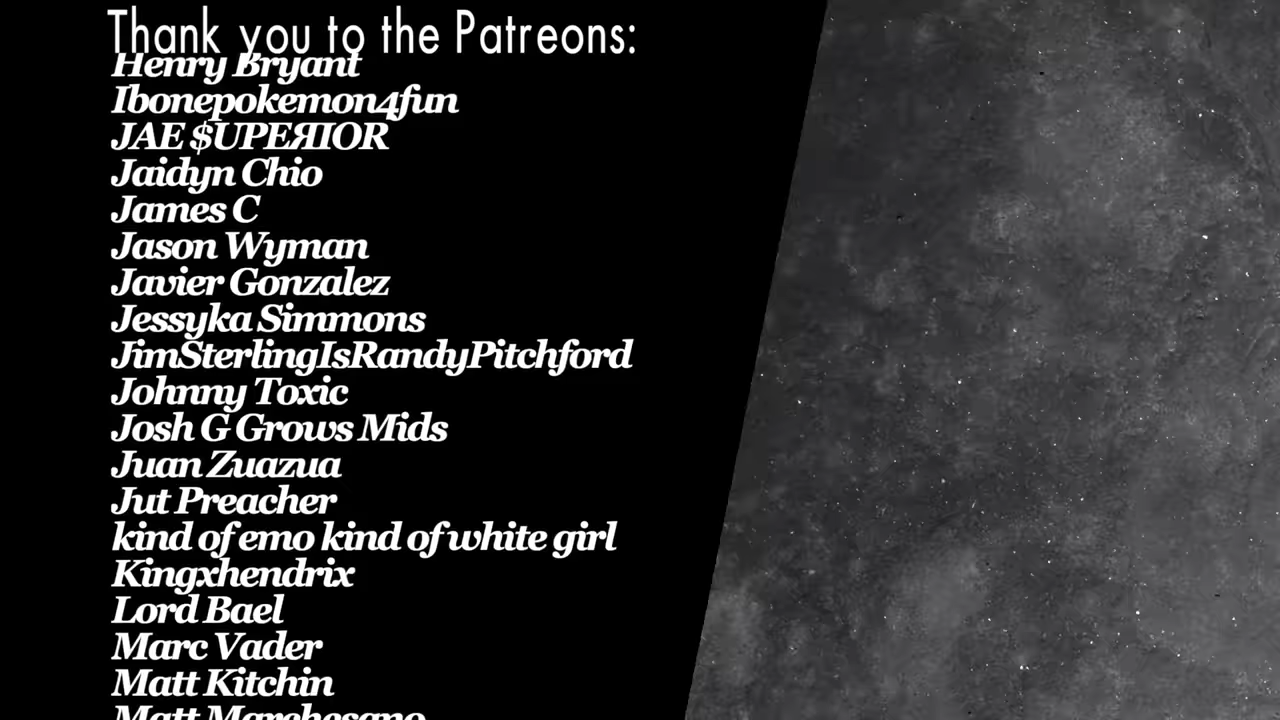 Thank you to the Patreons:
Henry Bryant
Ibonepokemon4fun
JAE $UPEЯIOR
Jaidyn Chio
James C
Jason Wyman
Javier Gonzalez
Jessyka Simmons
JimSterlingIsRandyPitchford
Johnny Toxic
Josh G Grows Mids
Juan Zuazua
Jut Preacher
kind of emo kind of white girl
Kingxhendrix
Lord Bael
Marc Vader
Matt Kitchin
Matt Marchesano